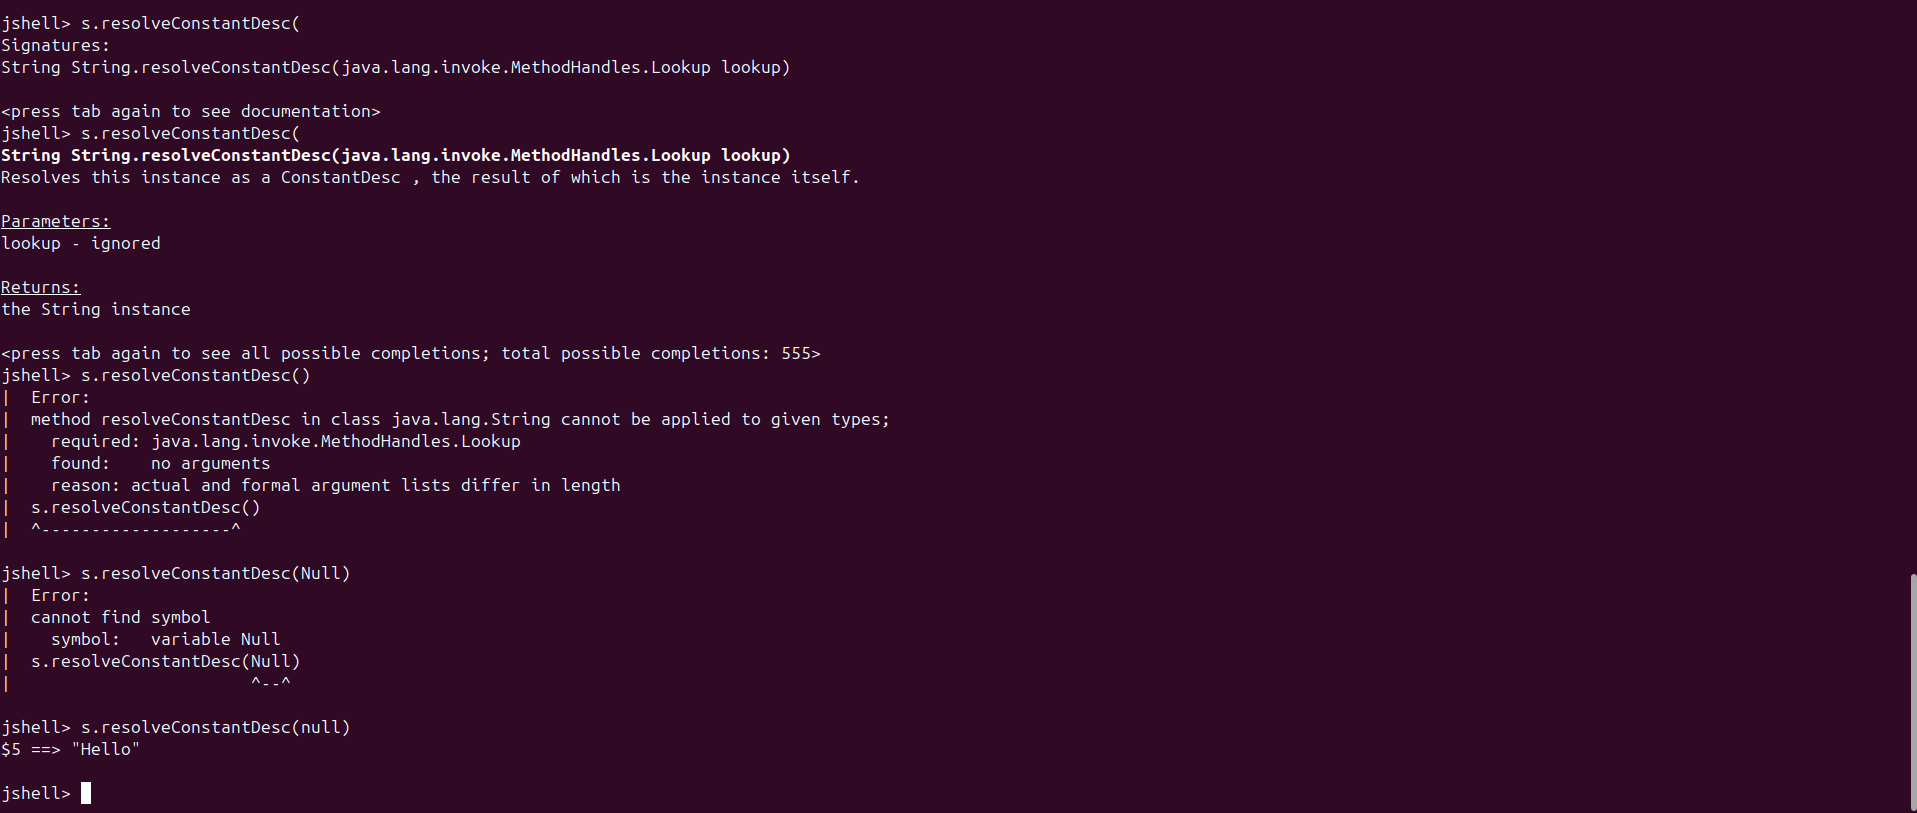 jshell> s.resolveConstantDesc(
Signatures:
String String.resolveConstantDesc(java.lang.invoke.MethodHandles.Lookup lookup)
<press tab again to see documentation>
jshell> s.resolveConstantDesc(
String String.resolveConstantDesc(java.lang.invoke.MethodHandles.Lookup lookup)
Resolves this instance as a ConstantDesc , the result of which is the instance itself.
Parameters:
lookup - ignored
Returns:
the String instance
<press tab again to see all possible completions; total possible completions: 555>
jshell> s.resolveConstantDesc()
|  Error:
|  method resolveConstantDesc in class java.lang.String cannot be applied to given types;
|    required: java.lang.invoke.MethodHandles.Lookup
|    found:    no arguments
|    reason: actual and formal argument lists differ in length
|  s.resolveConstantDesc()
|  ^-------------------^
jshell> s.resolveConstantDesc(Null)
|  Error:
|  cannot find symbol
|    symbol:   variable Null
|  s.resolveConstantDesc(Null)
|                        ^--^
jshell> s.resolveConstantDesc(null)
$5 ==> "Hello"
jshell>